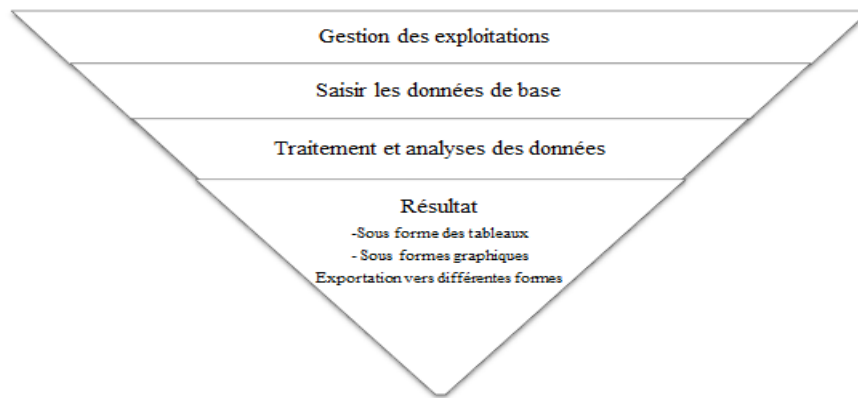 Gestion des exploitations
Saisir les données de base
Traitement et analyses des données
Résultat
-Sous forme des tableaux
- Sous formes graphiques
Exportation vers différentes formes